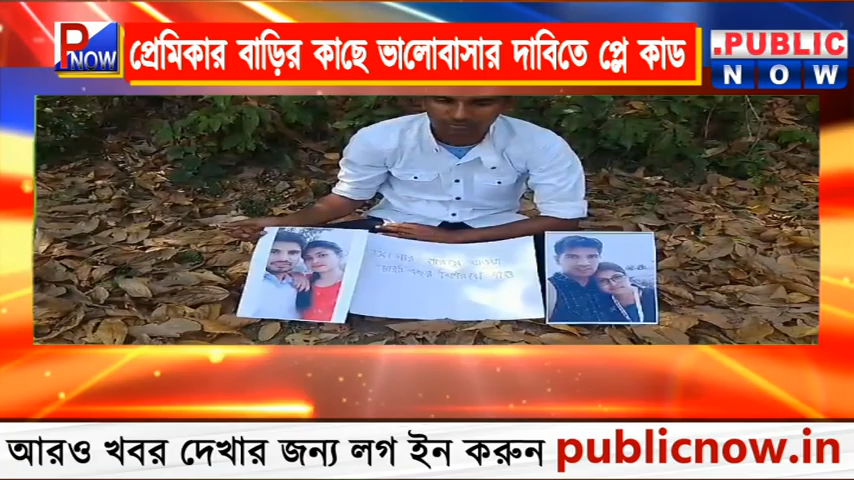 P
NOW
প্রেমিকার বাড়ির কাছে ভালোবাসার দাবিতে প্লে কার্ড
.PUBLIC
NOW
আরও খবর দেখার জন্য লগ ইন করুন publicnow.in